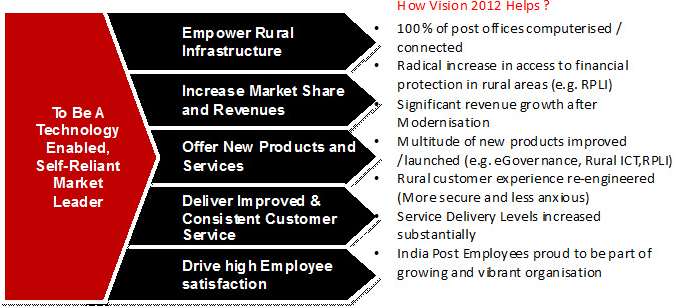 To Be A
Technology
Enabled,
Self-Reliant
Market
Leader
Empower Rural
Infrastructure
Increase Market Share
and Revenues
Offer New Products and
Services
Deliver Improved &
Consistent Customer
Service
Drive high Employee
satisfaction
How Vision 2012 Helps ?
• 100% of post offices computerised /
connected
• Radical increase in access to financial
protection in rural areas (e.g. RPLI)
• Significant revenue growth after
Modernisation
• Multitude of new products improved
/launched (e.g. eGovernance, Rural ICT,RPLI)
• Rural customer experience re-engineered
(More secure and less anxious)
• Service Delivery Levels increased
substantially
• India Post Employees proud to be part of
growing and vibrant organisation